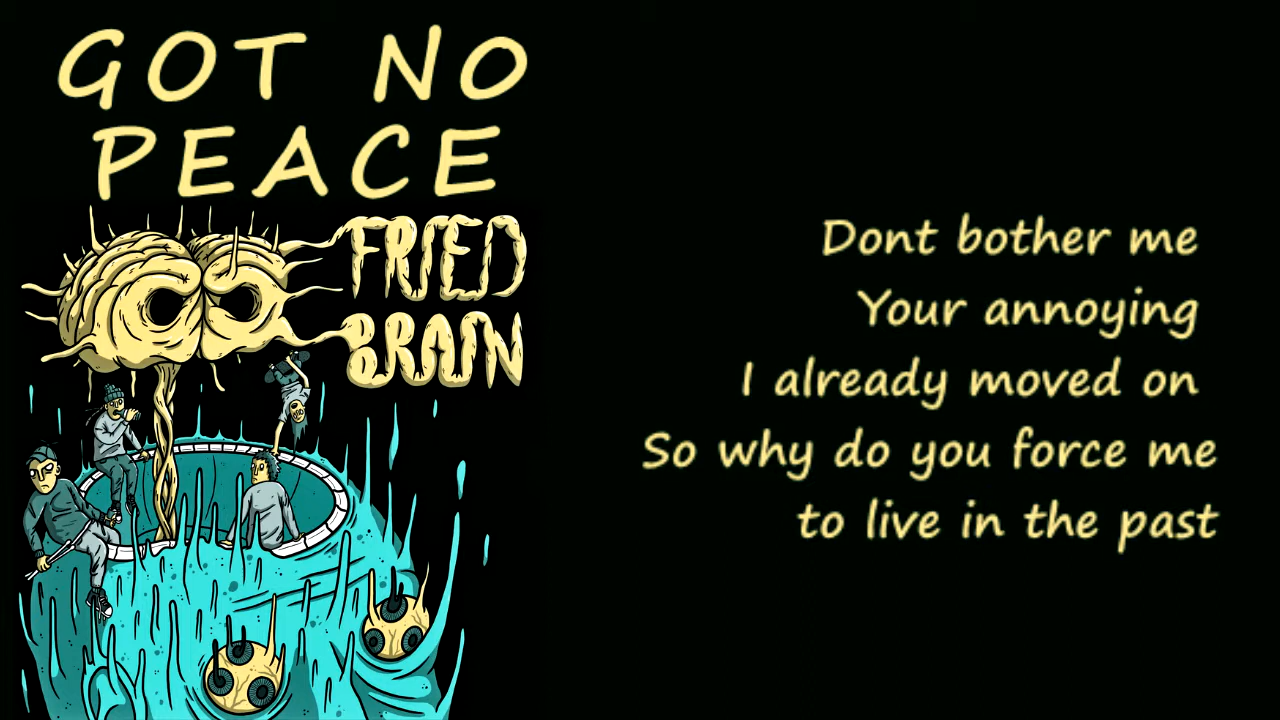 GOT NO
PEACE
FRIED
BRAIN
Dont bother me
Your annoying
I already moved on
So why do you force me
to live in the past